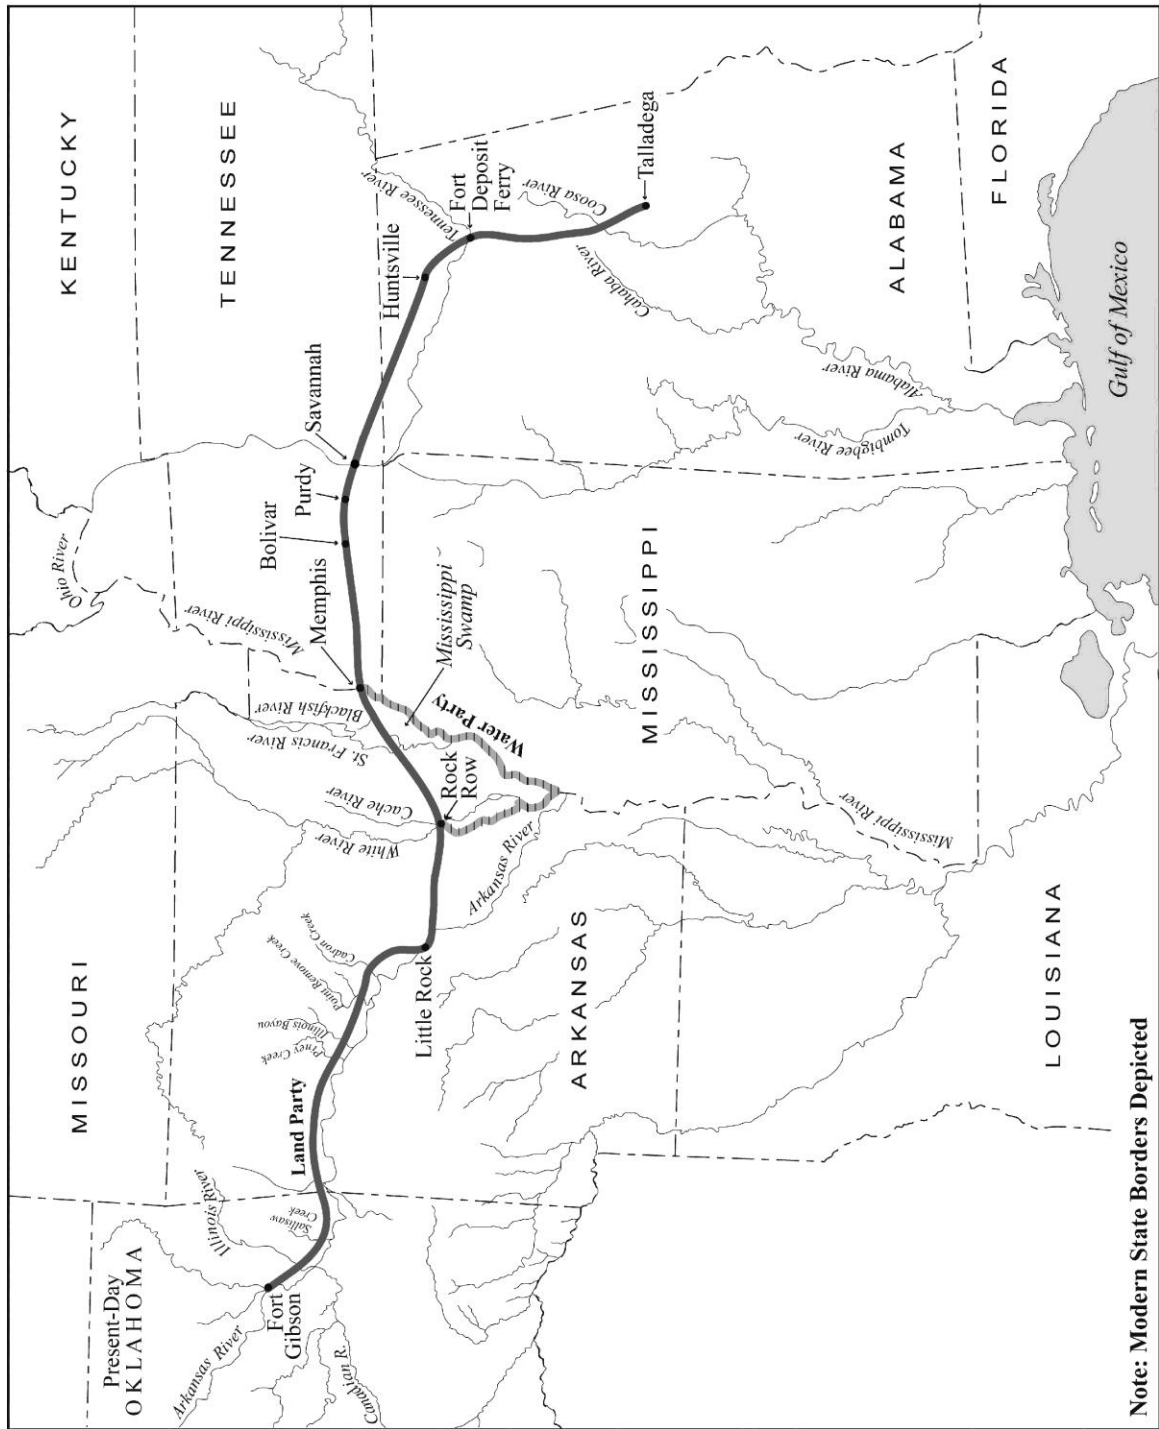 KENTUCKY
TENNESSEE
MISSOURI
Present-Day
OKLAHOMA
ARKANSAS
LOUISIANA
MISSISSIPPI
ALABAMA
FLORIDA
Gulf of Mexico
Ohio River
Mississippi River
Blackfish River
St. Francis River
Cache River
White River
Cadron Creek
Point Remove Creek
Illinois Bayou
Piney Creek
Illinois River
Sallisaw
Creek
Arkansas River
Canadian R.
Fort
Gibson
Land Party
Little Rock
Arkansas River
Rock
Row
Water Party
Mississippi
Swamp
Memphis
Bolivar
Purdy
Savannah
Huntsville
Tennessee River
Fort
Deposit
Ferry
Coosa River
Talladega
Cahaba River
Alabama River
Tombigbee River
Mississippi River
Note: Modern State Borders Depicted